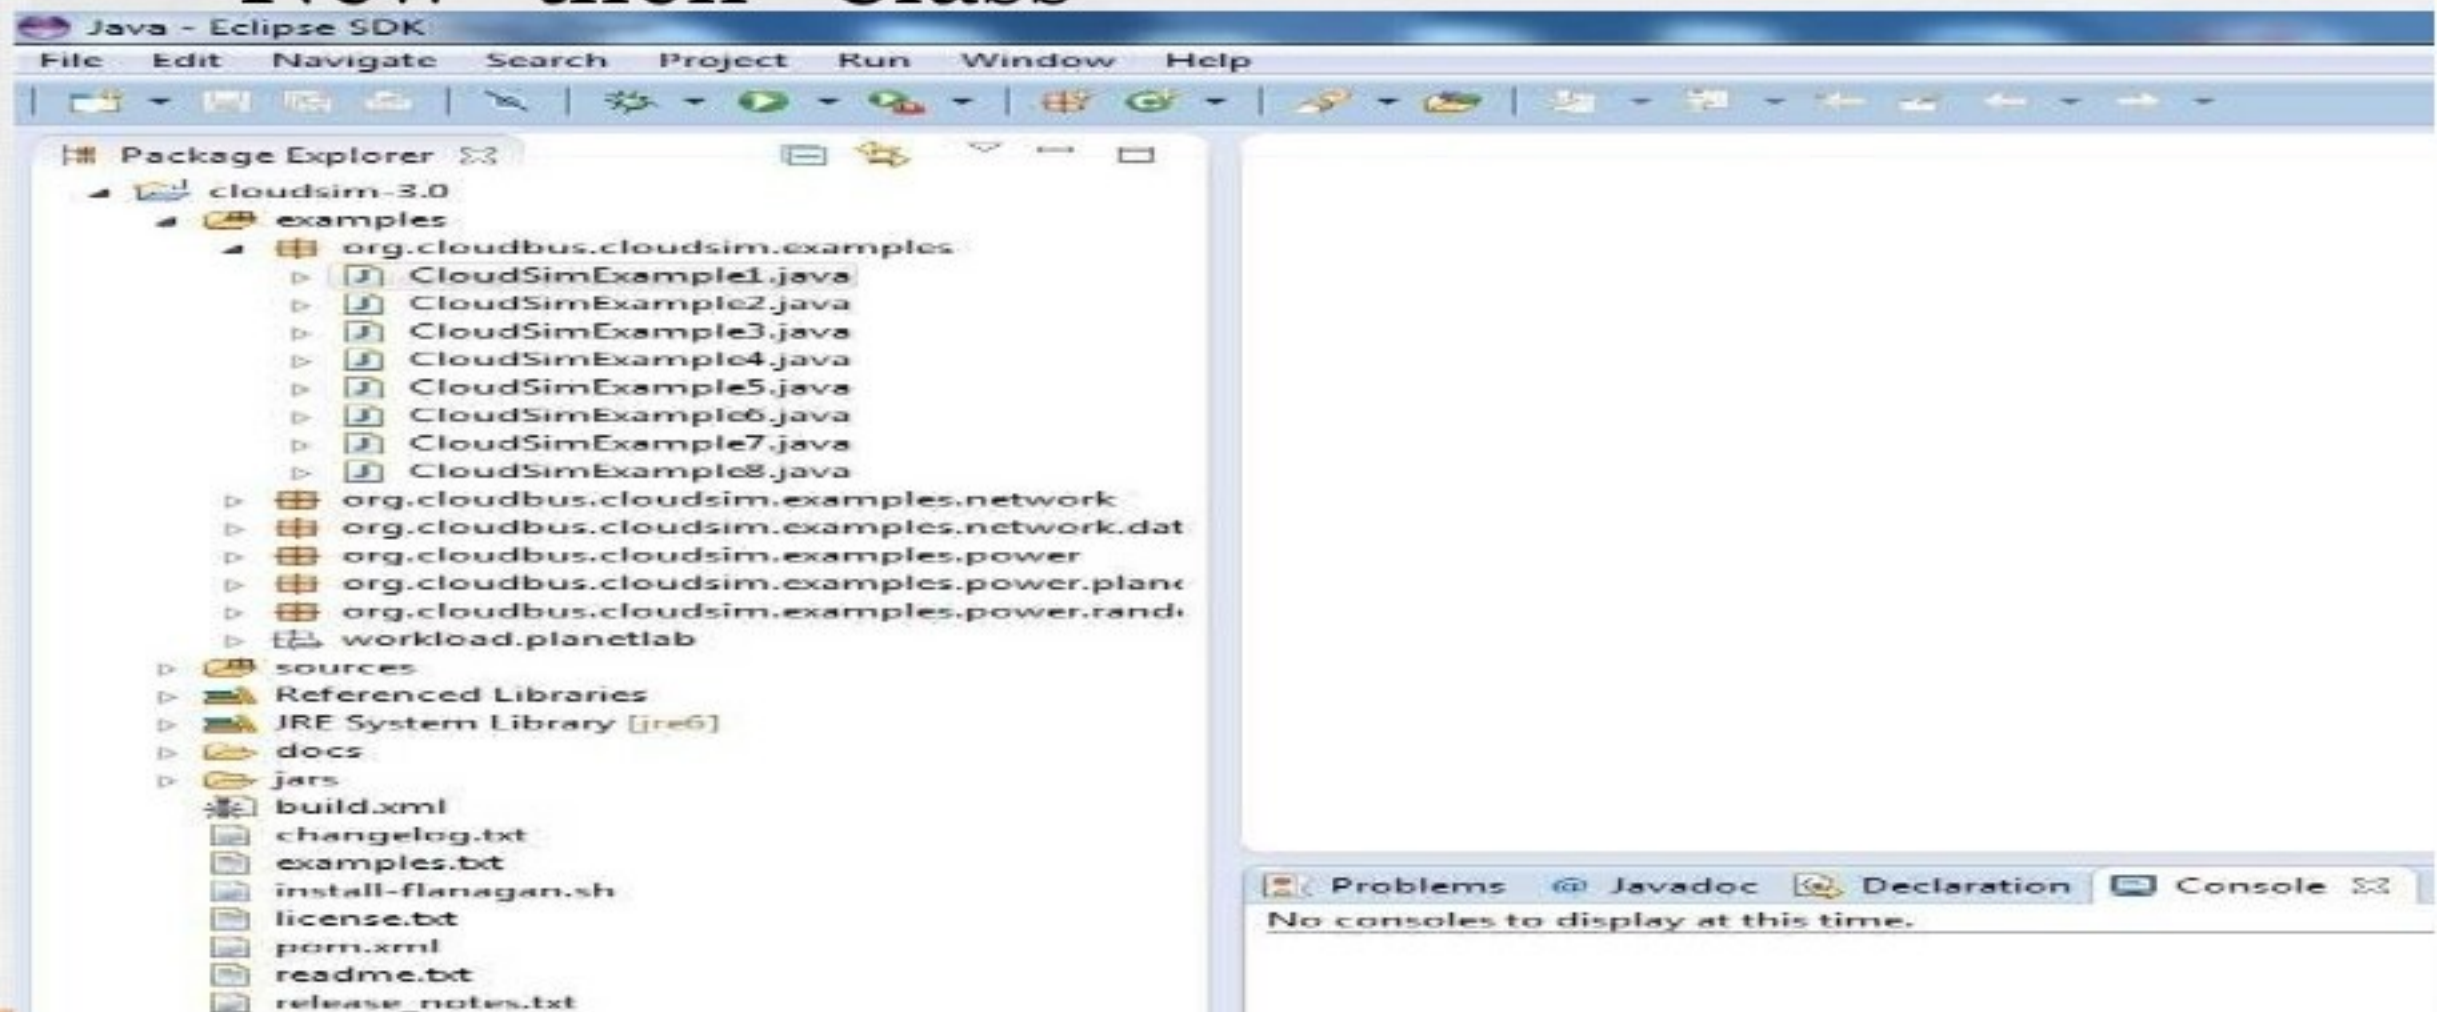 New then Class
Java - Eclipse SDK
File Edit Navigate Search Project Run Window Help
Package Explorer
cloudsim-3.0
examples
org.cloudbus.cloudsim.examples
CloudSimExample1.java
CloudSimExample2.java
CloudSimExample3.java
CloudSimExample4.java
CloudSimExample5.java
CloudSimExample6.java
CloudSimExample7.java
CloudSimExample8.java
org.cloudbus.cloudsim.examples.network
org.cloudbus.cloudsim.examples.network.dat
org.cloudbus.cloudsim.examples.power
org.cloudbus.cloudsim.examples.power.plan
org.cloudbus.cloudsim.examples.power.rand
workload.planetlab
sources
Referenced Libraries
JRE System Library [jre6]
docs
jars
build.xml
changelog.txt
examples.txt
install-flanagan.sh
license.txt
pom.xml
readme.txt
release_notes.txt
Problems @ Javadoc Declaration Console
No consoles to display at this time.